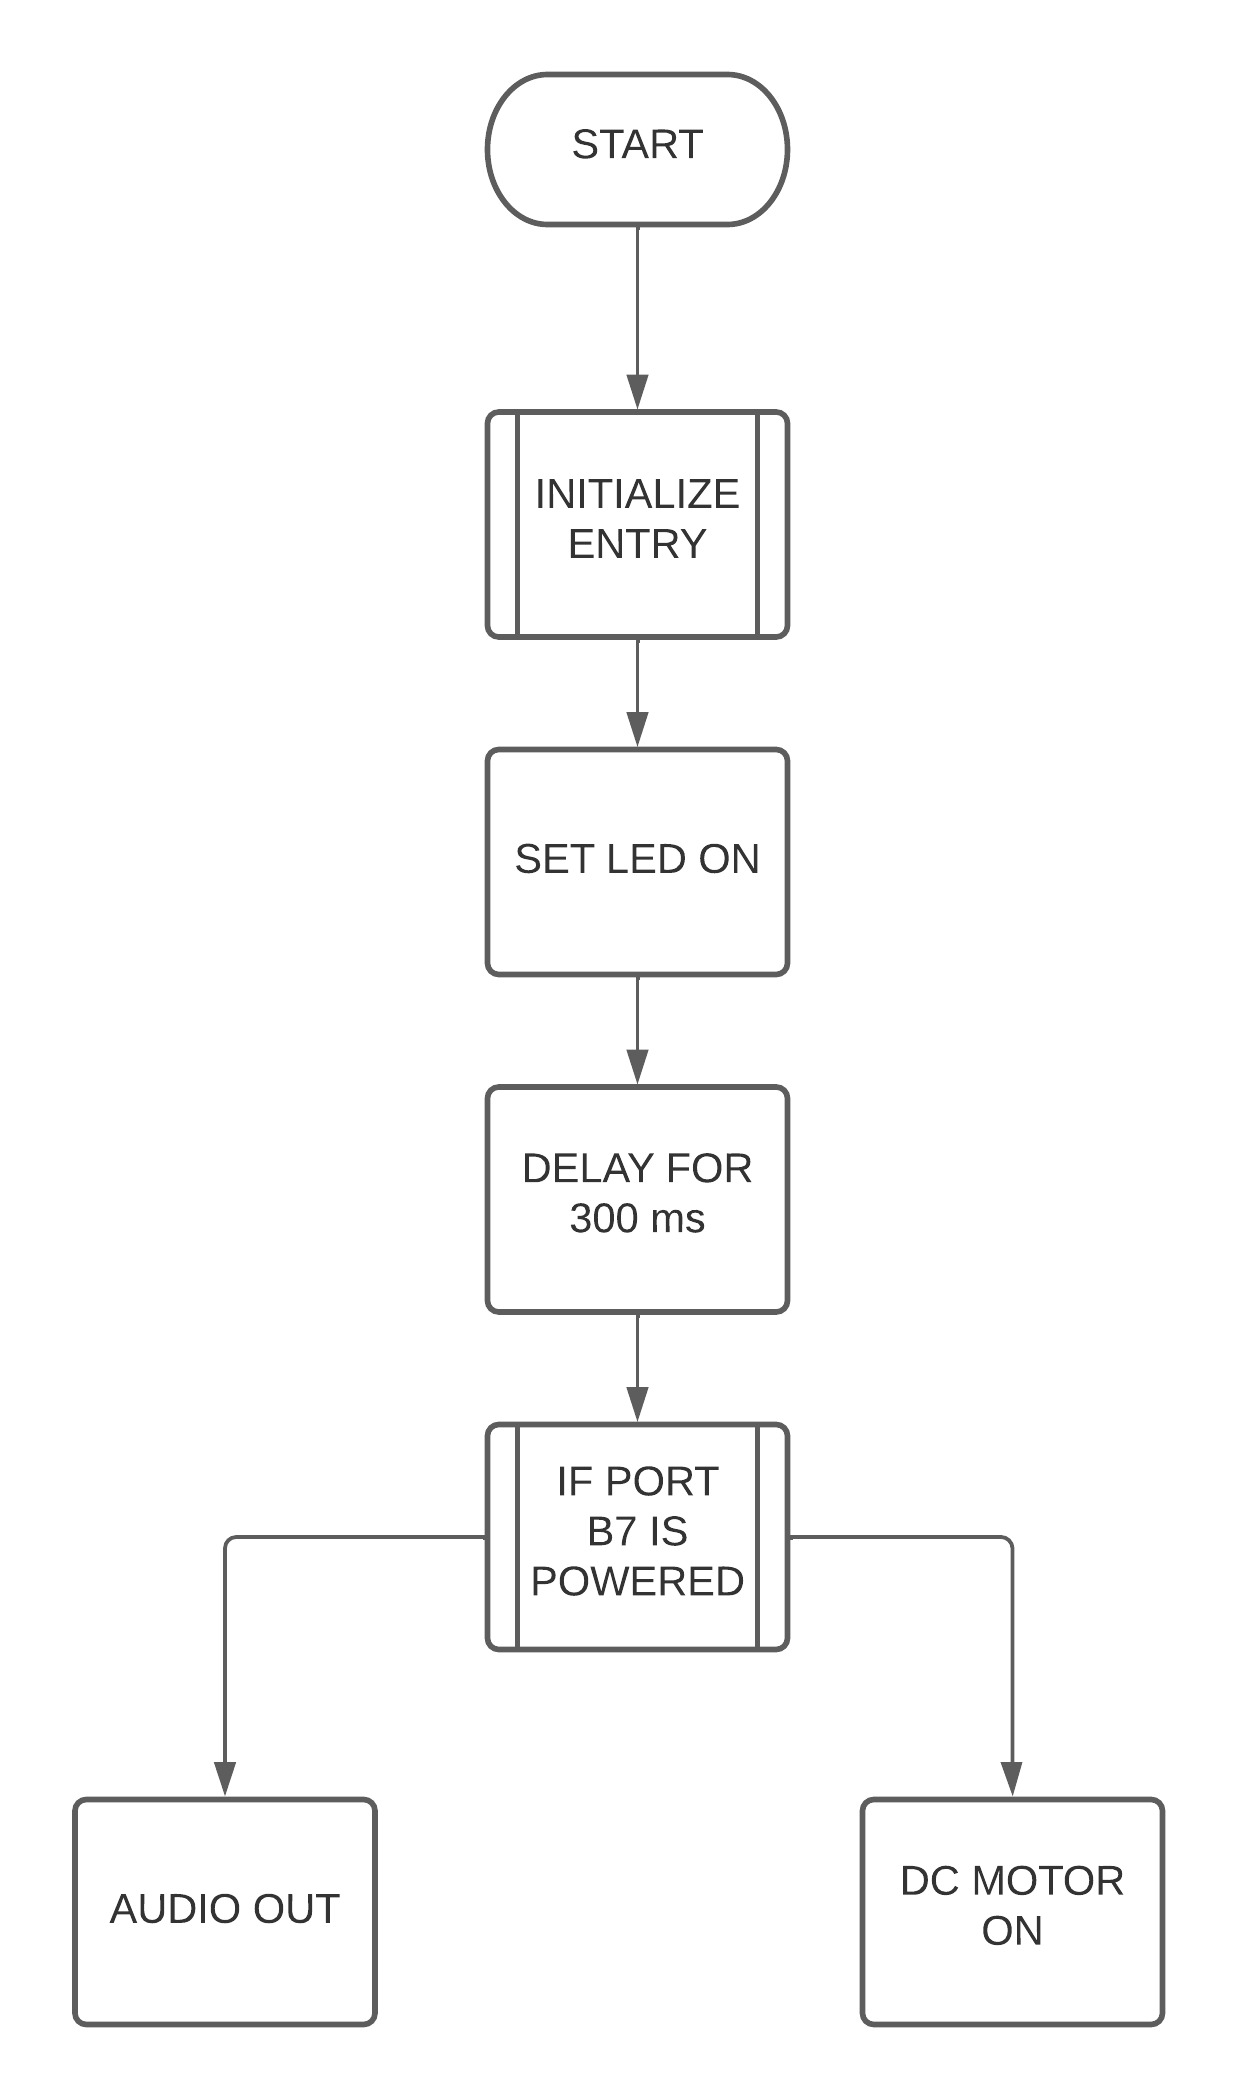 START
INITIALIZE
ENTRY
SET LED ON
DELAY FOR
300 ms
IF PORT
B7 IS
POWERED
AUDIO OUT
DC MOTOR
ON